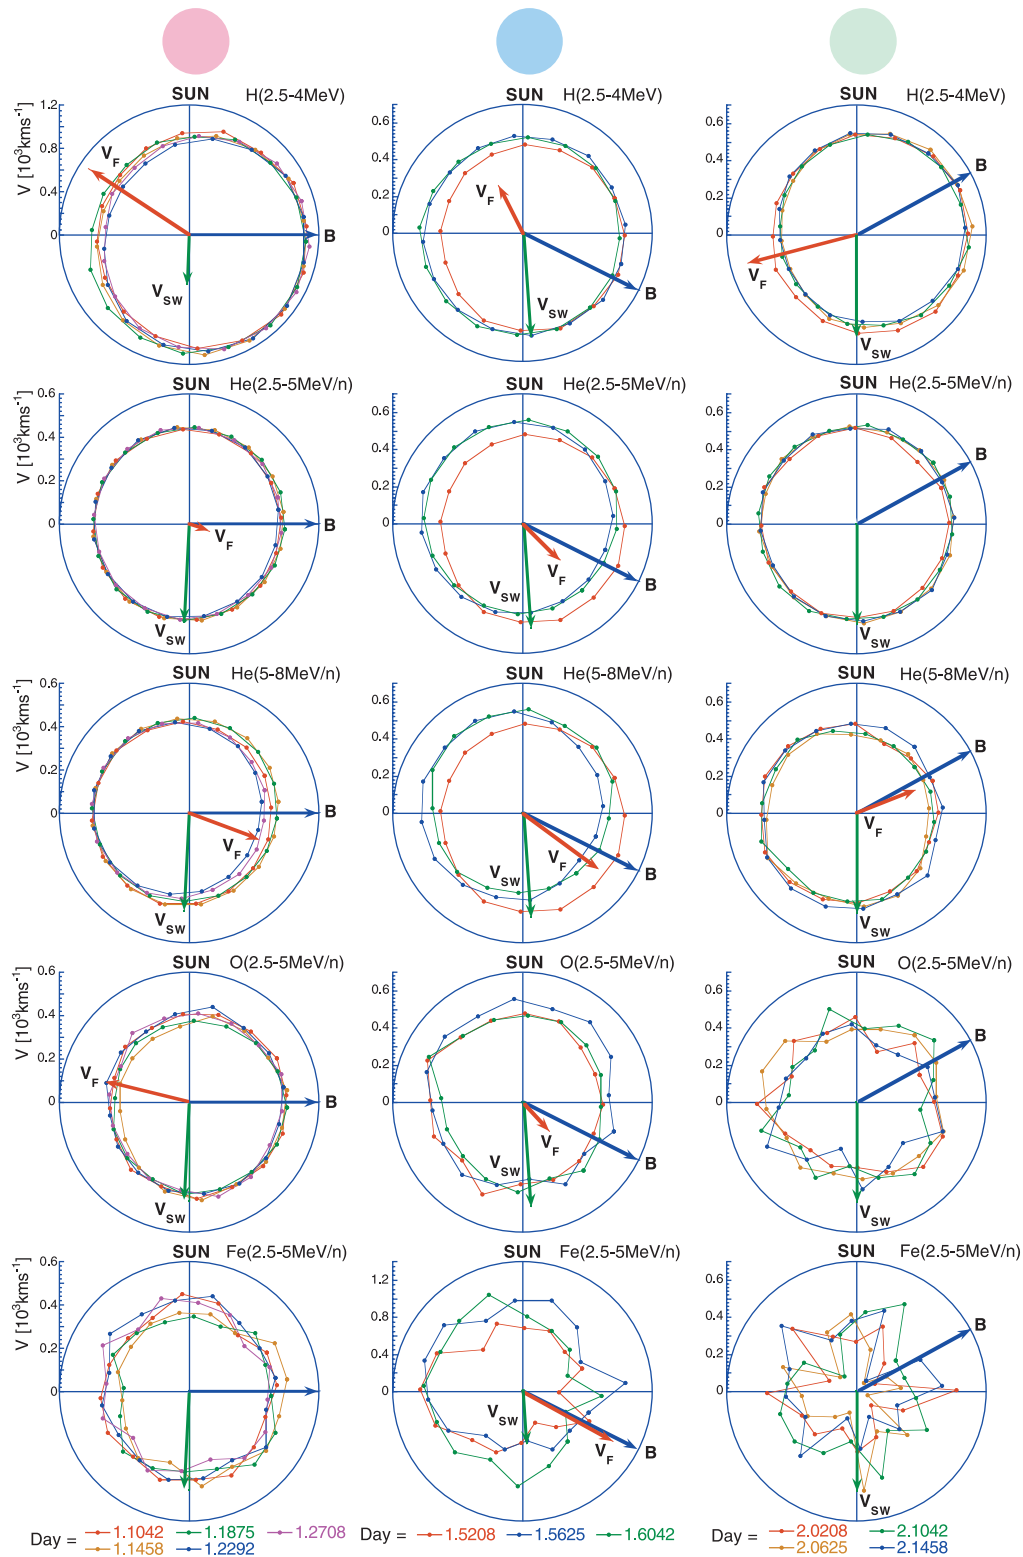 SUN H(2.5-4MeV) SUN H(2.5-4MeV) SUN H(2.5-4MeV)
V [10³kms⁻¹]
1.2
0.8
0.4
0
V_F
V_SW
B
0.4
0.2
0
V_F
V_SW
B
0.4
0.2
0
V_F
V_SW
B
SUN He(2.5-5MeV/n) SUN He(2.5-5MeV/n) SUN He(2.5-5MeV/n)
V [10³kms⁻¹]
0.6
0.4
0.2
0
V_F
V_SW
B
0.4
0.2
0
V_F
V_SW
B
0.4
0.2
0
V_SW
B
SUN He(5-8MeV/n) SUN He(5-8MeV/n) SUN He(5-8MeV/n)
V [10³kms⁻¹]
0.6
0.4
0.2
0
V_F
V_SW
B
0.6
0.4
0.2
0
V_F
V_SW
B
0.6
0.4
0.2
0
V_F
V_SW
B
SUN O(2.5-5MeV/n) SUN O(2.5-5MeV/n) SUN O(2.5-5MeV/n)
V [10³kms⁻¹]
0.6
0.4
0.2
0
V_F
V_SW
B
0.6
0.4
0.2
0
V_F
V_SW
B
0.6
0.4
0.2
0
V_SW
B
SUN Fe(2.5-5MeV/n) SUN Fe(2.5-5MeV/n) SUN Fe(2.5-5MeV/n)
V [10³kms⁻¹]
0.6
0.4
0.2
0
1.2
0.8
0.4
0
V_SW
V_F
B
0.6
0.4
0.2
0
V_SW
B
Day = 1.1042 1.1875 1.2708
1.1458 1.2292
Day = 1.5208 1.5625 1.6042
Day = 2.0208 2.1042
2.0625 2.1458